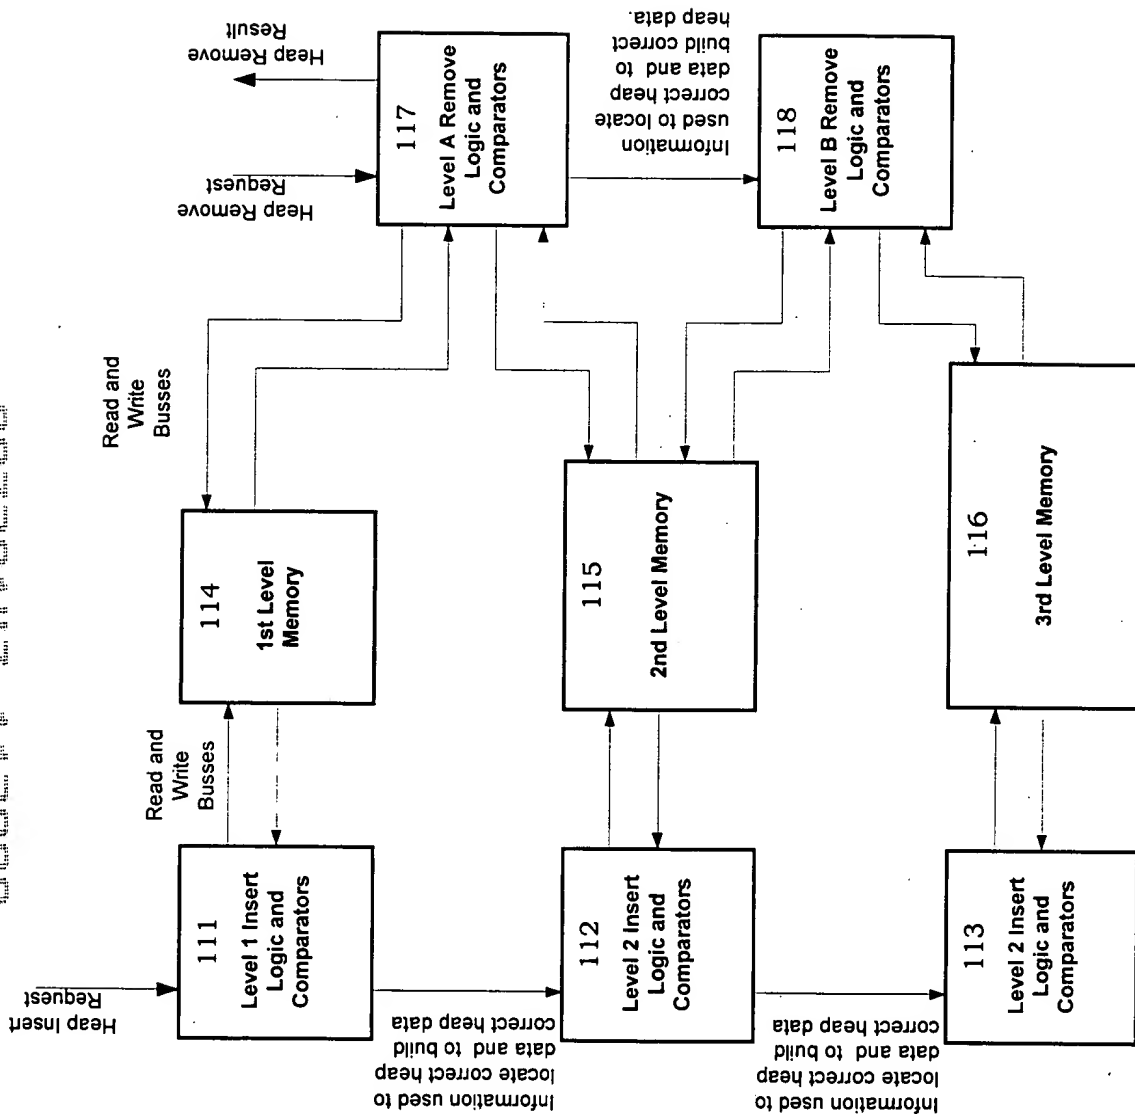 Heap Insert
Request
111
Level 1 Insert
Logic and
Comparators
Read and
Write
Busses
114
1st Level
Memory
Read and
Write
Busses
Heap Remove
Request
Heap Remove
Result
117
Level A Remove
Logic and
Comparators
Information used to
locate correct heap
data and to build
correct heap data
112
Level 2 Insert
Logic and
Comparators
115
2nd Level Memory
Information
used to locate
correct heap
data and to
build correct
heap data.
118
Level B Remove
Logic and
Comparators
Information used to
locate correct heap
data and to build
correct heap data
113
Level 2 Insert
Logic and
Comparators
116
3rd Level Memory